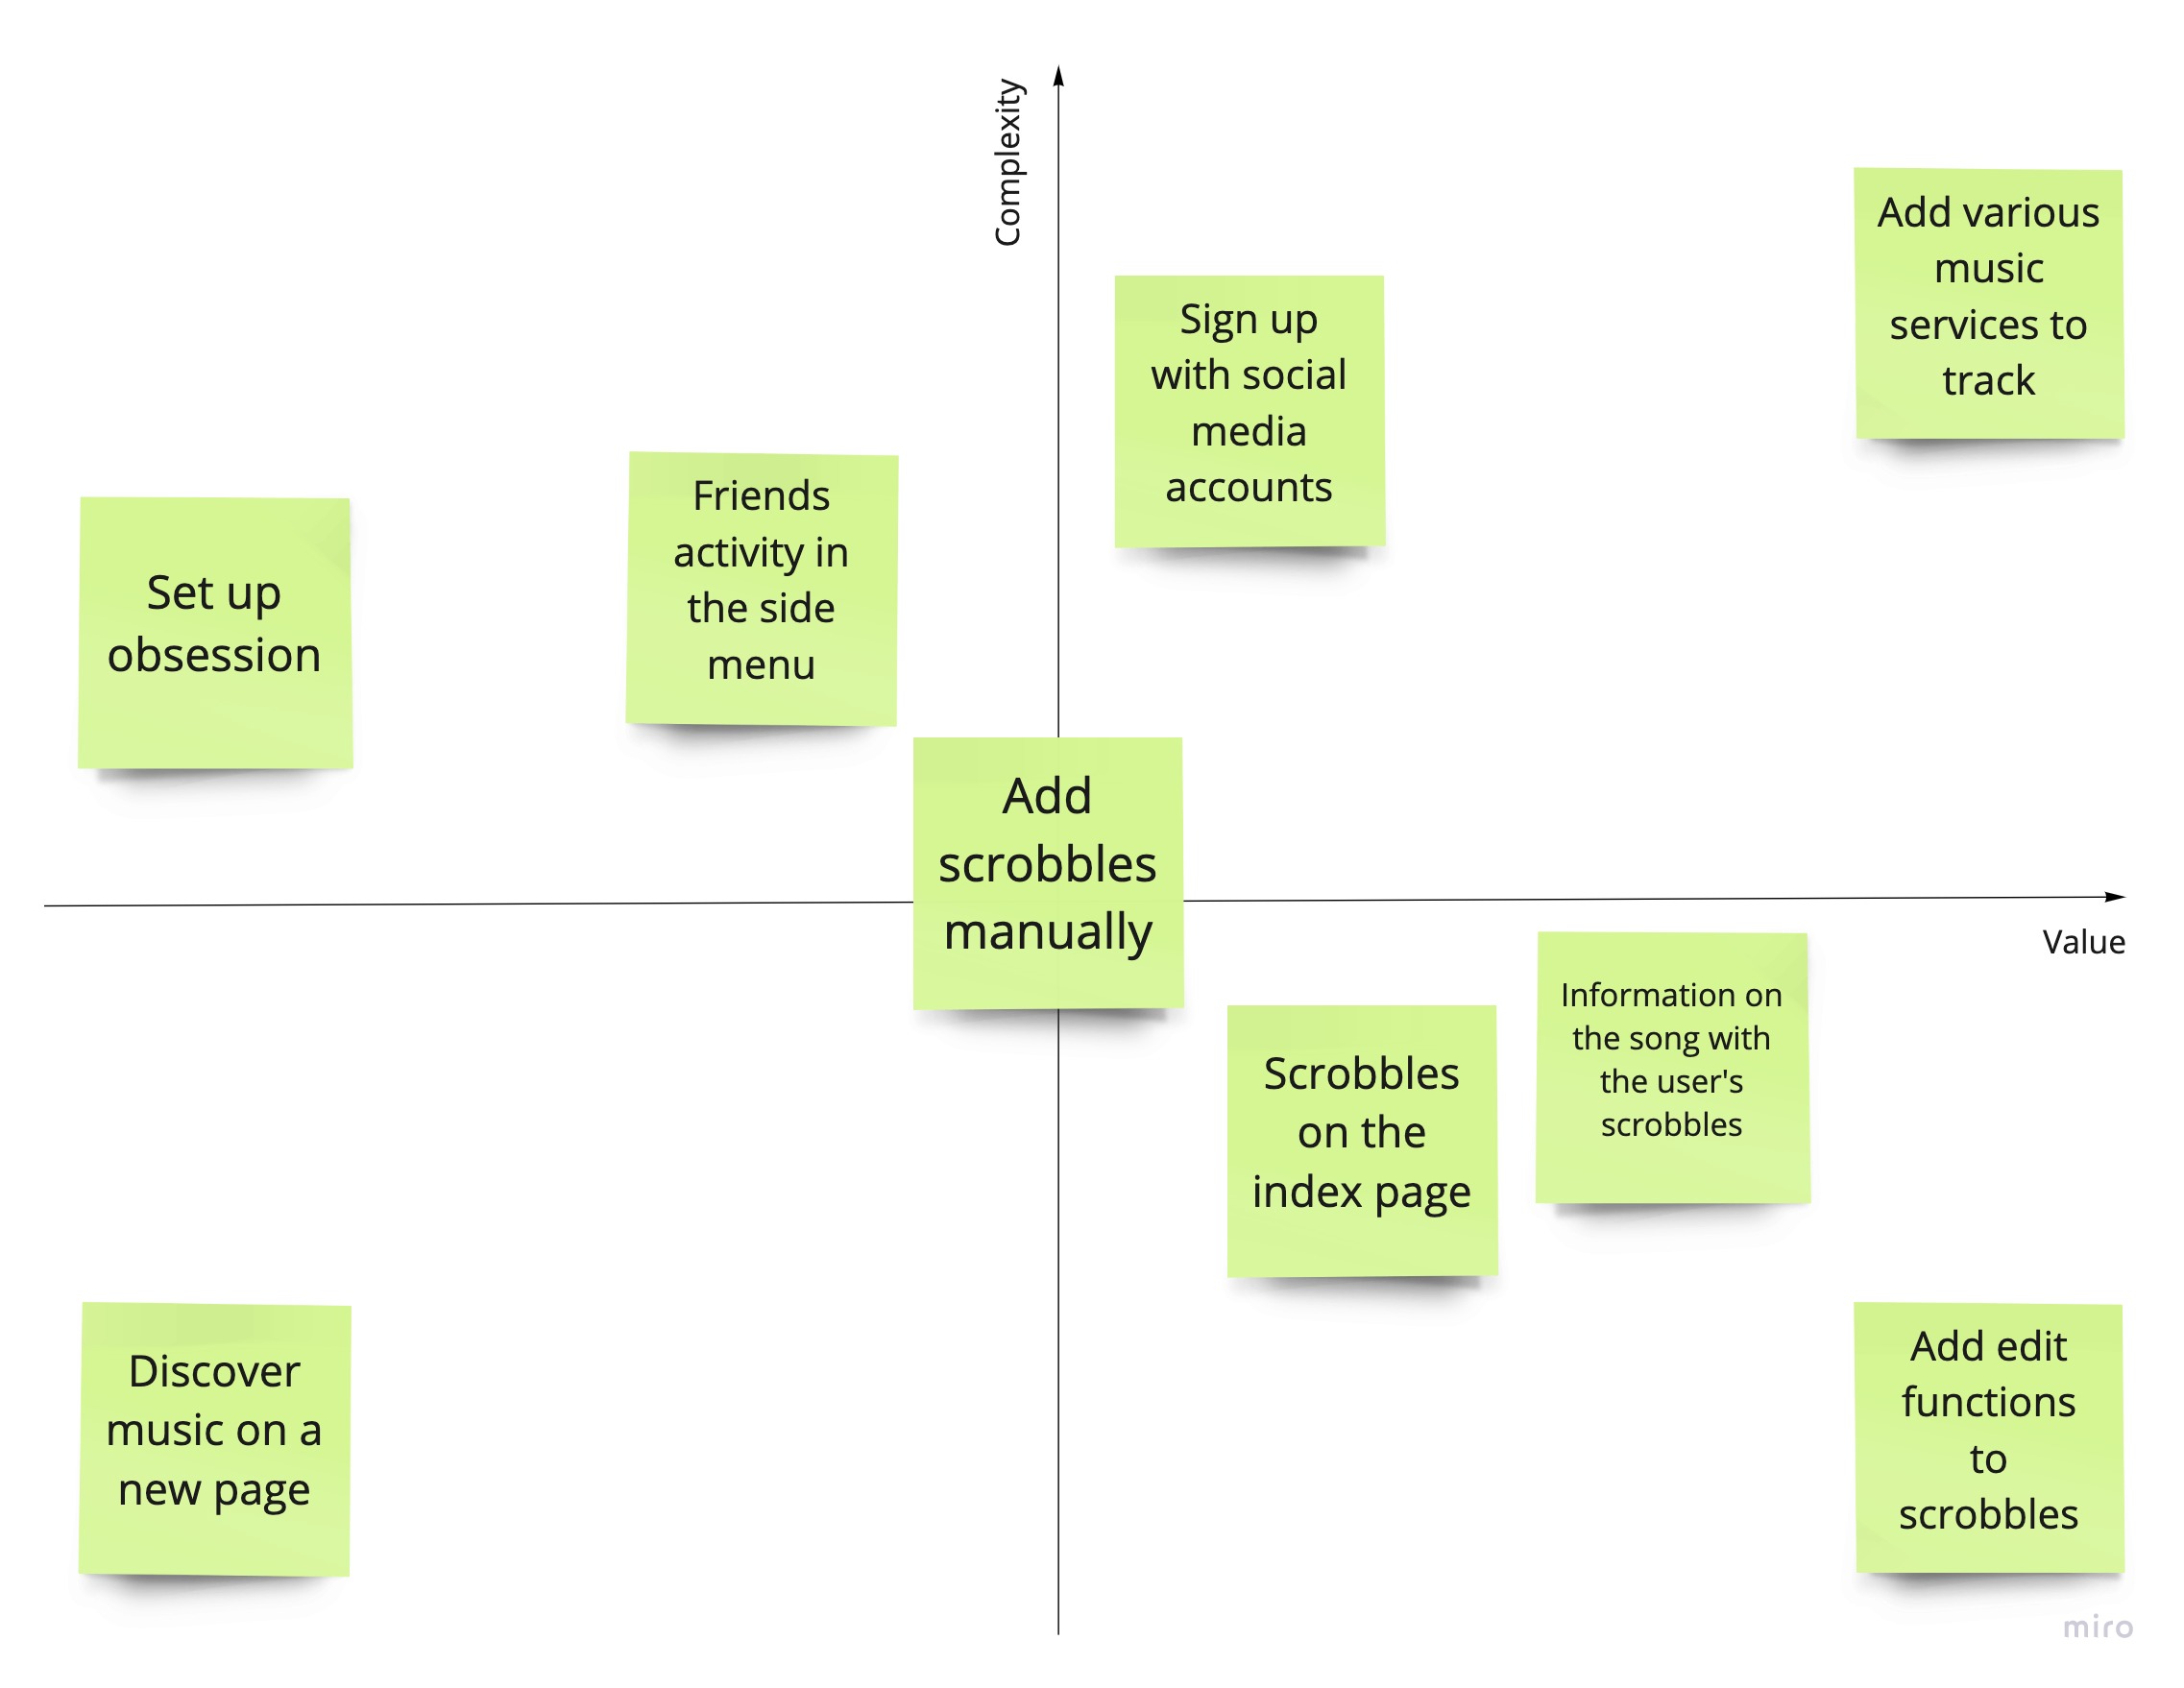 Complexity
Add various
music
services to
track
Sign up
with social
media
accounts
Friends
activity in
the side
menu
Set up
obsession
Add
scrobbles
manually
Value
Information on
the song with
the user's
scrobbles
Scrobbles
on the
index page
Discover
music on a
new page
Add edit
functions
to
scrobbles
miro